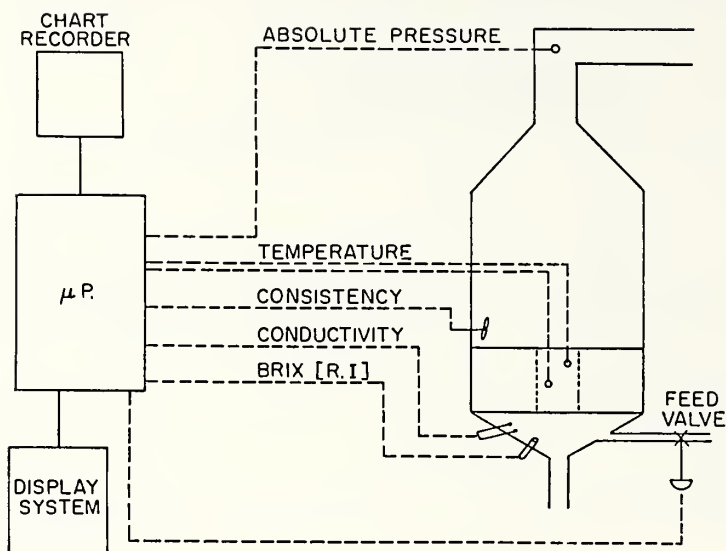 CHART
RECORDER
ABSOLUTE PRESSURE
TEMPERATURE
μP.
CONSISTENCY
CONDUCTIVITY
BRIX [R.I]
FEED
VALVE
DISPLAY
SYSTEM